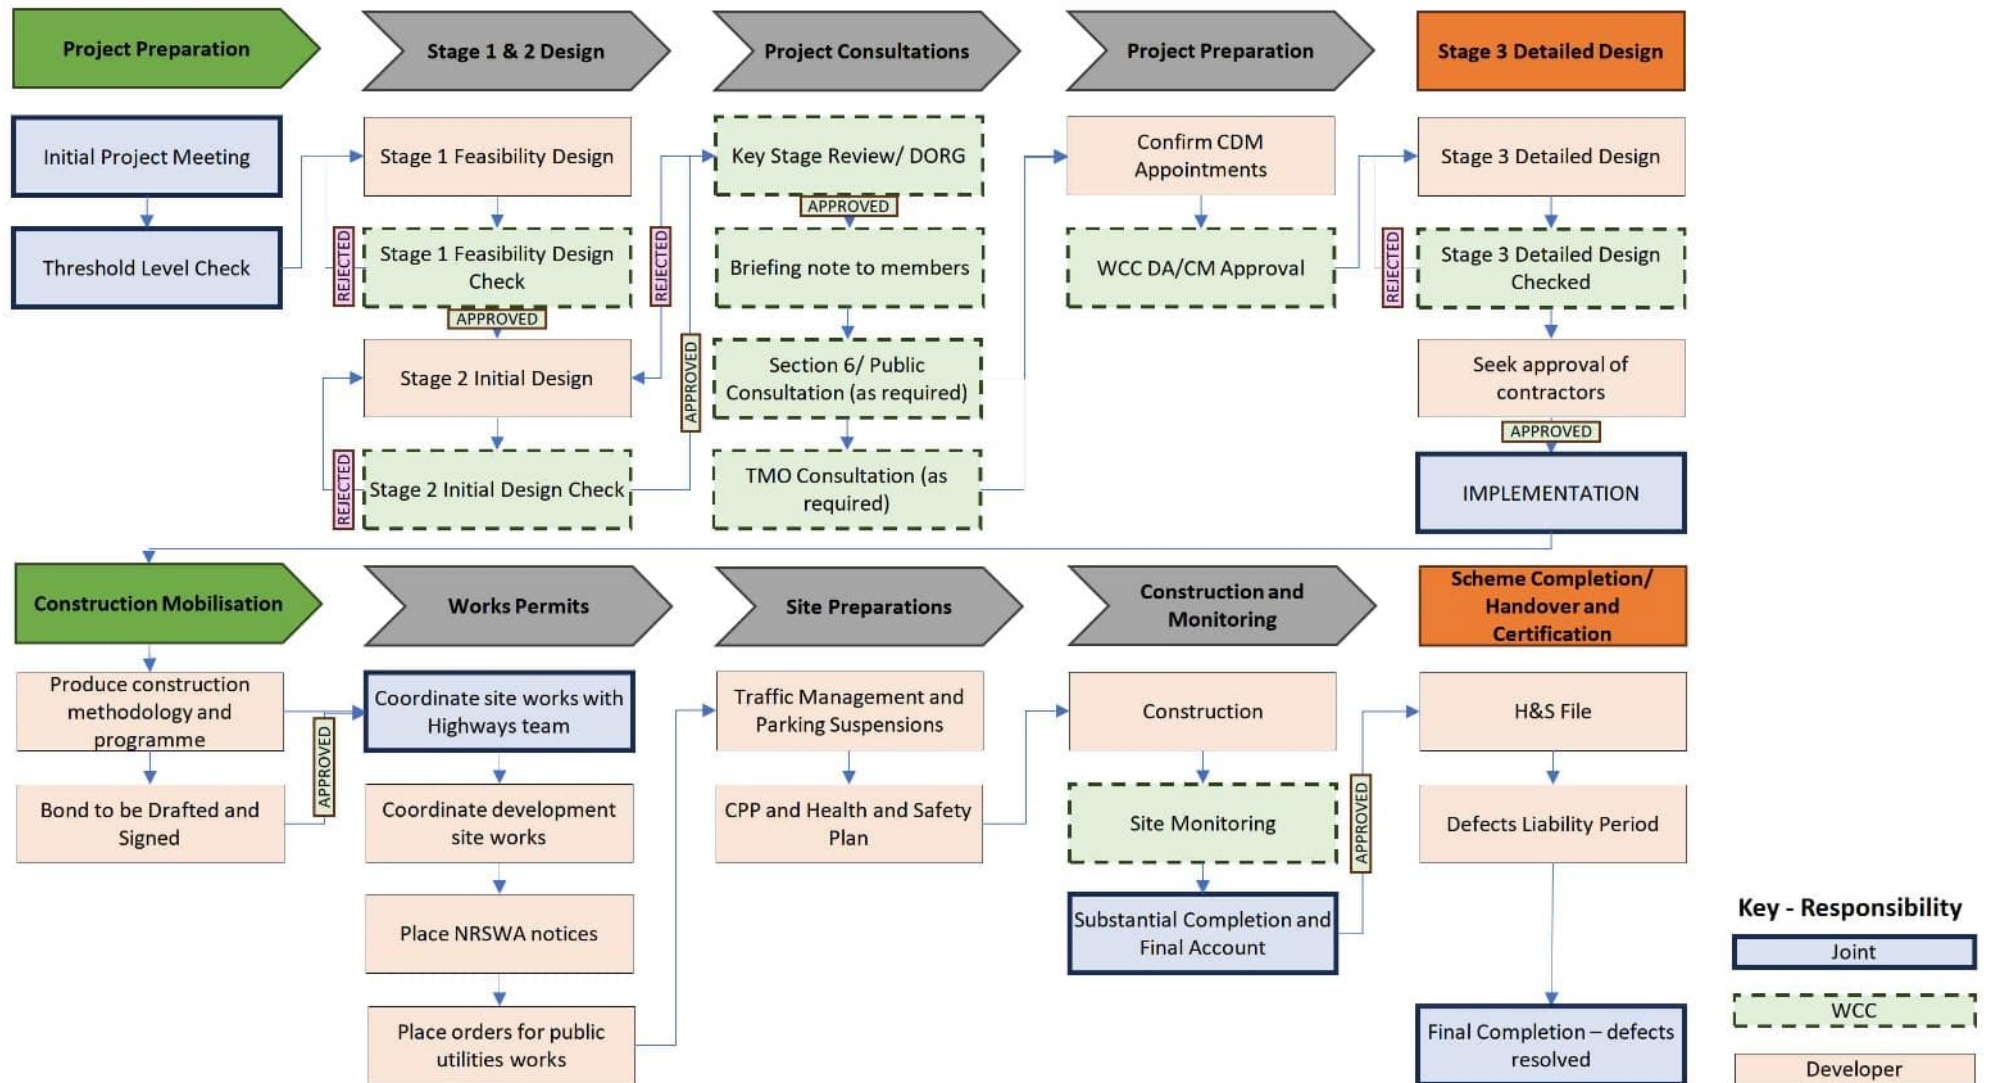 Project Preparation
Stage 1 & 2 Design
Project Consultations
Project Preparation
Stage 3 Detailed Design
Initial Project Meeting
Threshold Level Check
Stage 1 Feasibility Design
REJECTED
Stage 1 Feasibility Design
Check
APPROVED
Stage 2 Initial Design
REJECTED
Stage 2 Initial Design Check
REJECTED
APPROVED
Key Stage Review/ DORG
APPROVED
Briefing note to members
Section 6/ Public
Consultation (as required)
TMO Consultation (as
required)
Confirm CDM
Appointments
WCC DA/CM Approval
Stage 3 Detailed Design
REJECTED
Stage 3 Detailed Design
Checked
Seek approval of
contractors
APPROVED
IMPLEMENTATION
Construction Mobilisation
Works Permits
Site Preparations
Construction and
Monitoring
Scheme Completion/
Handover and
Certification
Produce construction
methodology and
programme
Bond to be Drafted and
Signed
APPROVED
Coordinate site works with
Highways team
Coordinate development
site works
Place NRSWA notices
Place orders for public
utilities works
Traffic Management and
Parking Suspensions
CPP and Health and Safety
Plan
Construction
Site Monitoring
Substantial Completion and
Final Account
APPROVED
H&S File
Defects Liability Period
Final Completion – defects
resolved
Key - Responsibility
Joint
WCC
Developer